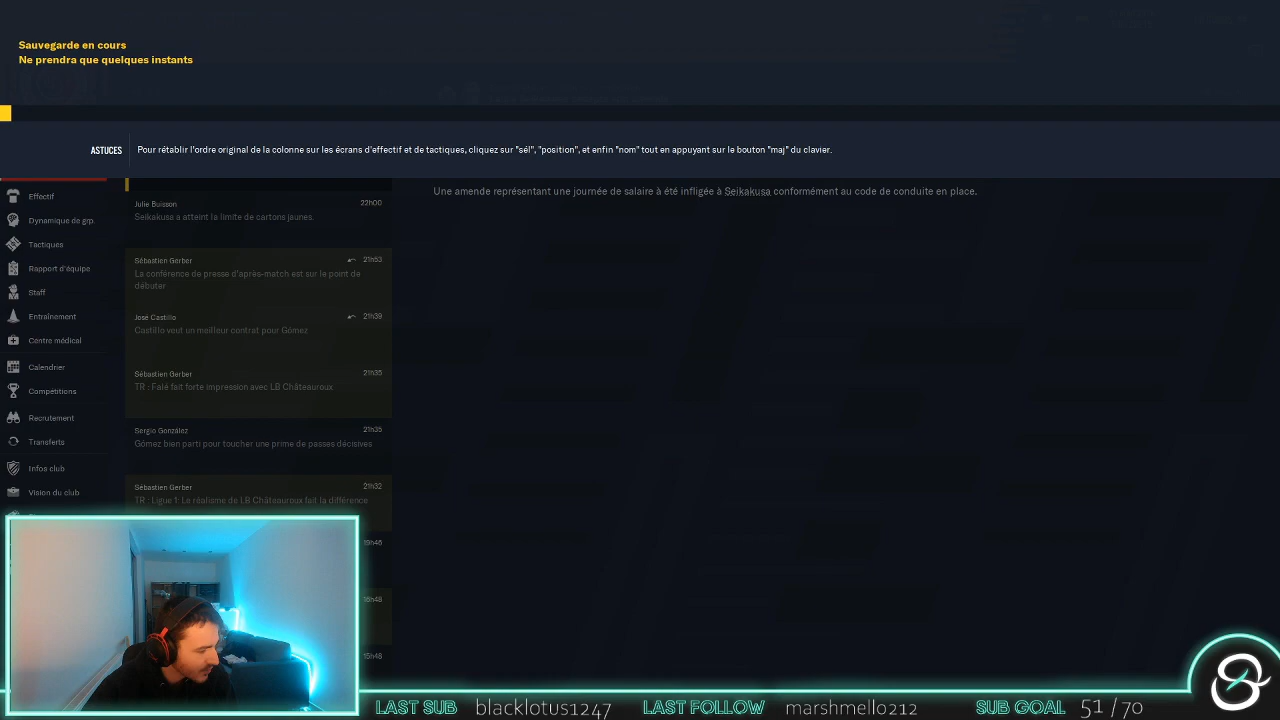 Sauvegarde en cours
Ne prendra que quelques instants
ASTUCES
Pour rétablir l'ordre original de la colonne sur les écrans d'effectif et de tactiques, cliquez sur "sél", "position", et enfin "nom" tout en appuyant sur le bouton "maj" du clavier.
Une amende représentant une journée de salaire à été infligée à Seikakusa conformément au code de conduite en place.
Effectif
Dynamique de grp.
Tactiques
Rapport d'équipe
Staff
Entraînement
Centre médical
Calendrier
Compétitions
Recrutement
Transferts
Infos club
Vision du club
Julie Buisson 22h00
Seikakusa a atteint la limite de cartons jaunes.
Sébastien Gerber 21h53
La conférence de presse d'après-match est sur le point de
débuter
José Castillo 21h39
Castillo veut un meilleur contrat pour Gómez
Sébastien Gerber 21h35
TR : Falé fait forte impression avec LB Châteauroux
Sergio González 21h35
Gómez bien parti pour toucher une prime de passes décisives
Sébastien Gerber 21h32
TR : Ligue 1: Le réalisme de LB Châteauroux fait la différence
16h48
15h48
LAST SUB blacklotus1247 LAST FOLLOW marshmello212 SUB GOAL 51 / 70